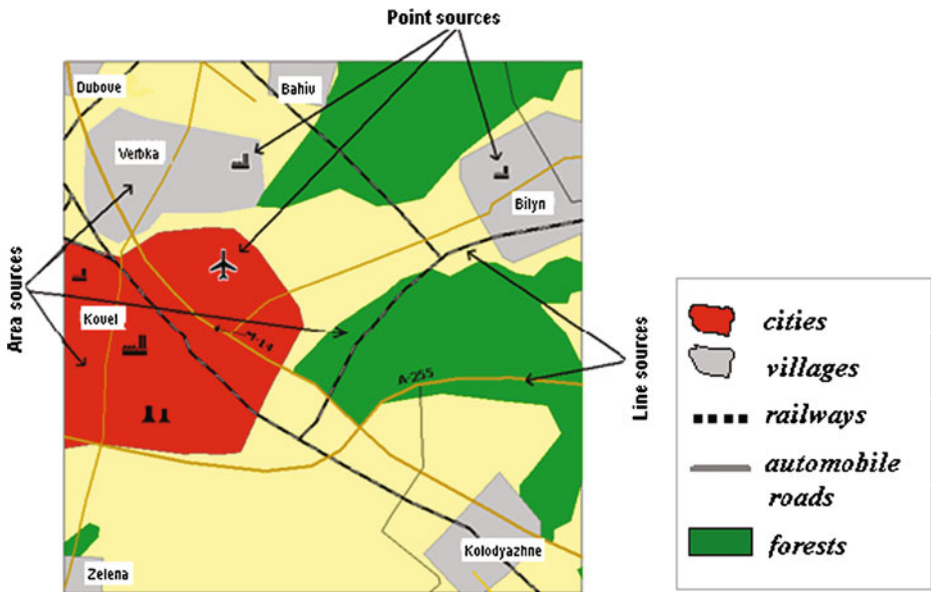 Point sources
Dubove
Bahiv
Verbka
Bilyn
Area sources
Kovel
M-14
A-255
Line sources
Kolodyazhne
Zelena
cities
villages
railways
automobile
roads
forests